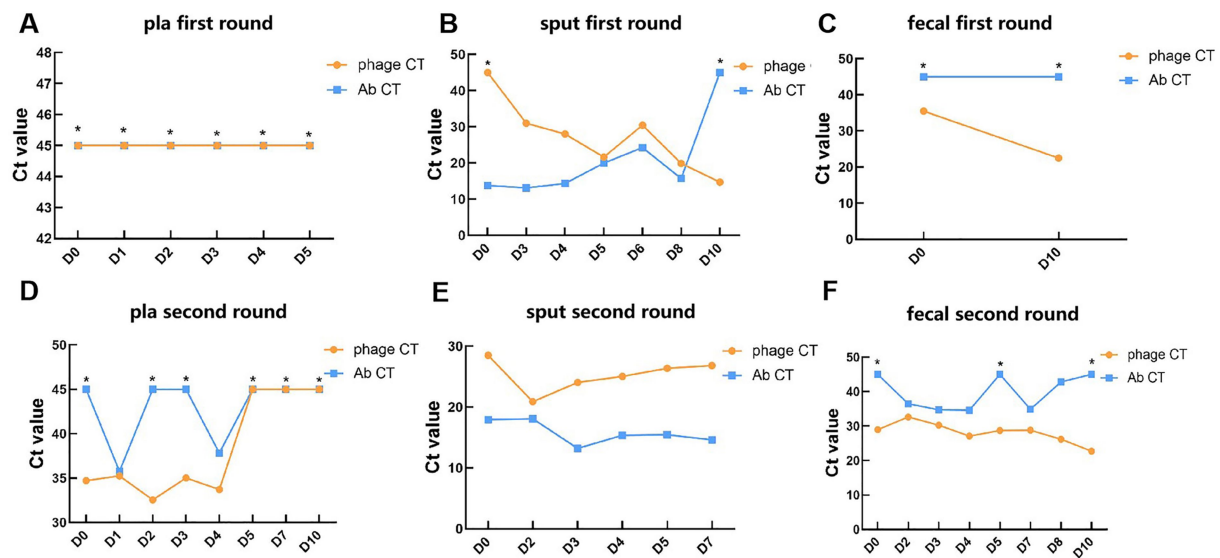 A
pla first round
Ct value
48
47
46
45
44
43
42
* * * * * *
D0 D1 D2 D3 D4 D5
phage CT
Ab CT
B
sput first round
Ct value
50
40
30
20
10
0
* *
D0 D3 D4 D5 D6 D8 D10
phage
Ab CT
C
fecal first round
Ct value
50
40
30
20
10
0
* *
D0 D10
phage CT
Ab CT
D
pla second round
Ct value
50
45
40
35
30
* * * * * *
D0 D1 D2 D3 D4 D5 D7 D10
phage CT
Ab CT
E
sput second round
Ct value
30
20
10
0
D0 D2 D3 D4 D5 D7
phage CT
Ab CT
F
fecal second round
Ct value
50
40
30
20
10
0
* * *
D0 D2 D3 D4 D5 D7 D8 D10
phage CT
Ab CT